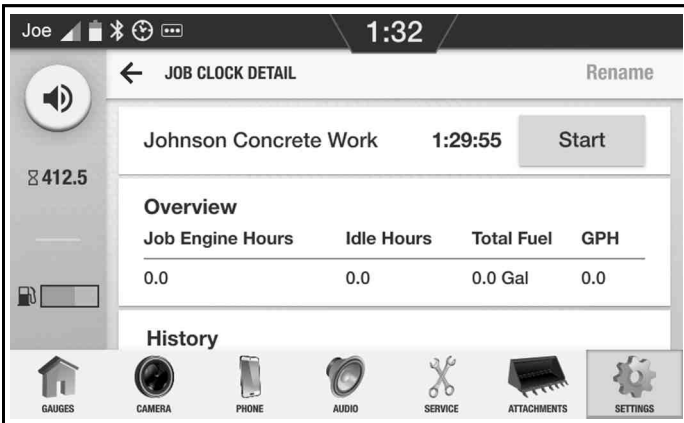 Joe 1:32
JOB CLOCK DETAIL Rename
Johnson Concrete Work 1:29:55 Start
412.5
Overview
Job Engine Hours Idle Hours Total Fuel GPH
0.0 0.0 0.0 Gal 0.0
History
GAUGES CAMERA PHONE AUDIO SERVICE ATTACHMENTS SETTINGS